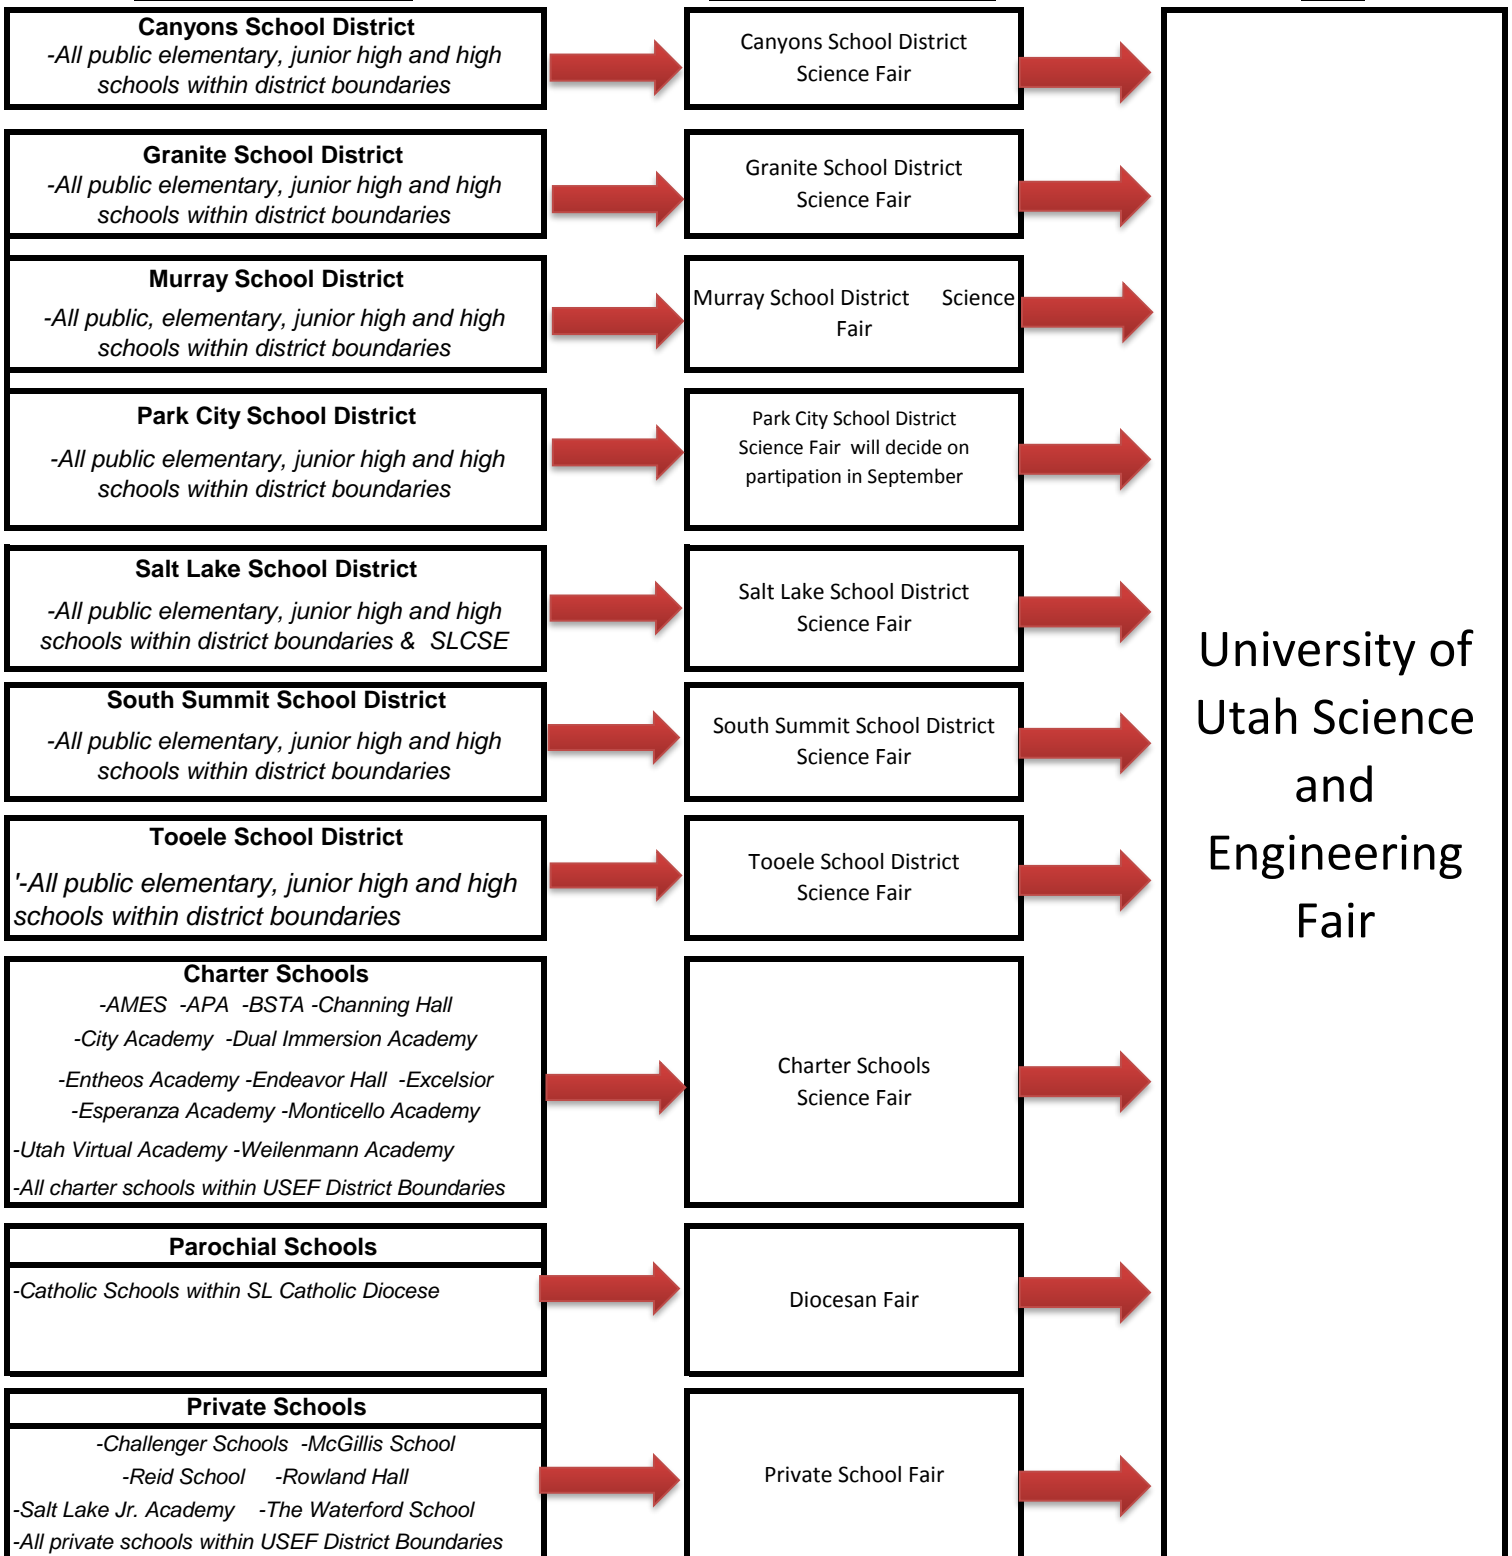 Canyons School District
-All public elementary, junior high and high
schools within district boundaries
Canyons School District
Science Fair
Granite School District
-All public elementary, junior high and high
schools within district boundaries
Granite School District
Science Fair
Murray School District
-All public, elementary, junior high and high
schools within district boundaries
Murray School District Science
Fair
Park City School District
-All public elementary, junior high and high
schools within district boundaries
Park City School District
Science Fair will decide on
partipation in September
Salt Lake School District
-All public elementary, junior high and high
schools within district boundaries & SLCSE
Salt Lake School District
Science Fair
South Summit School District
-All public elementary, junior high and high
schools within district boundaries
South Summit School District
Science Fair
Tooele School District
'-All public elementary, junior high and high
schools within district boundaries
Tooele School District
Science Fair
Charter Schools
-AMES -APA -BSTA -Channing Hall
-City Academy -Dual Immersion Academy
-Entheos Academy -Endeavor Hall -Excelsior
-Esperanza Academy -Monticello Academy
-Utah Virtual Academy -Weilenmann Academy
-All charter schools within USEF District Boundaries
Charter Schools
Science Fair
Parochial Schools
-Catholic Schools within SL Catholic Diocese
Diocesan Fair
Private Schools
-Challenger Schools -McGillis School
-Reid School -Rowland Hall
-Salt Lake Jr. Academy -The Waterford School
-All private schools within USEF District Boundaries
Private School Fair
University of
Utah Science
and
Engineering
Fair